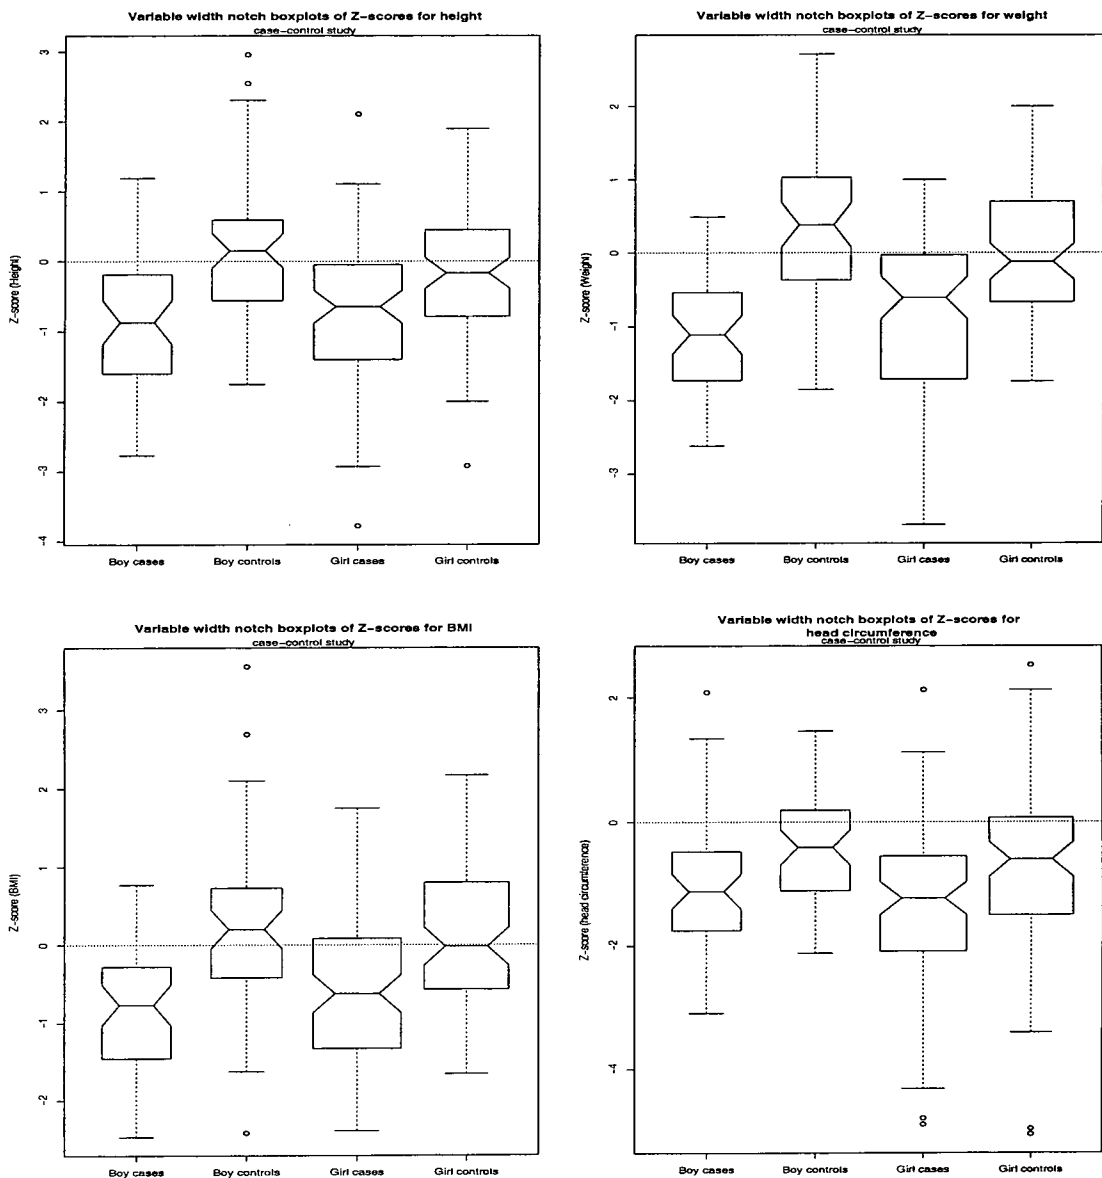 Variable width notch boxplots of Z-scores for height
case-control study
3
2
1
0
-1
-2
-3
-4
Z-score (Height)
Boy cases
Boy controls
Girl cases
Girl controls
Variable width notch boxplots of Z-scores for weight
case-control study
2
1
0
-1
-2
-3
Z-score (Weight)
Boy cases
Boy controls
Girl cases
Girl controls
Variable width notch boxplots of Z-scores for BMI
case-control study
3
2
1
0
-1
-2
Z-score (BMI)
Boy cases
Boy controls
Girl cases
Girl controls
Variable width notch boxplots of Z-scores for
head circumference
case-control study
2
0
-2
-4
Z-score (head circumference)
Boy cases
Boy controls
Girl cases
Girl controls